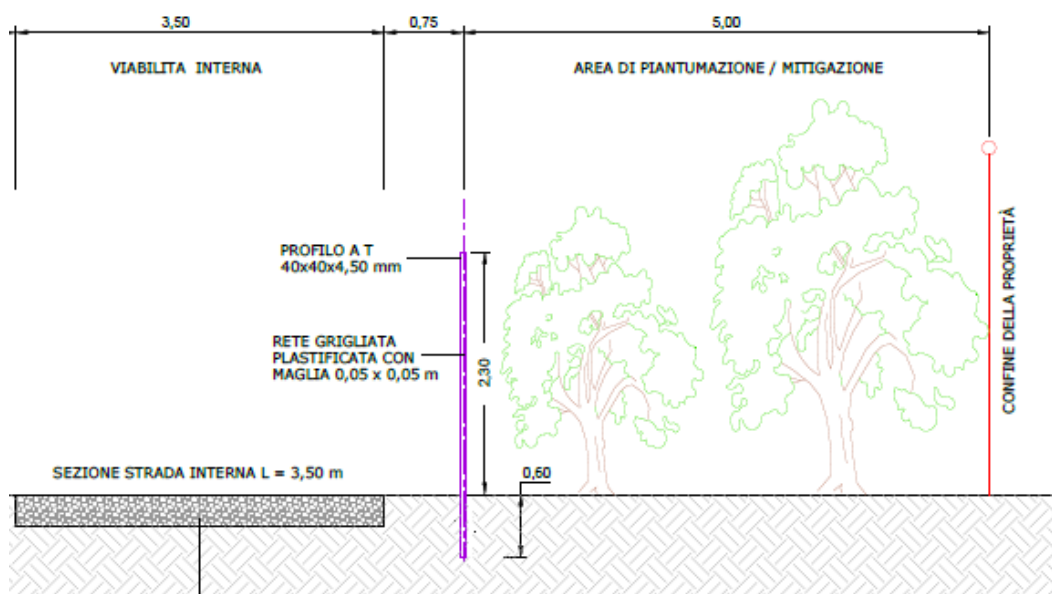 3,50
0,75
5,00
VIABILITA INTERNA
AREA DI PIANTUMAZIONE / MITIGAZIONE
PROFILO A T
40x40x4,50 mm
RETE GRIGLIATA
PLASTIFICATA CON
MAGLIA 0,05 x 0,05 m
2,30
CONFINE DELLA PROPRIETÀ
SEZIONE STRADA INTERNA L = 3,50 m
0,60